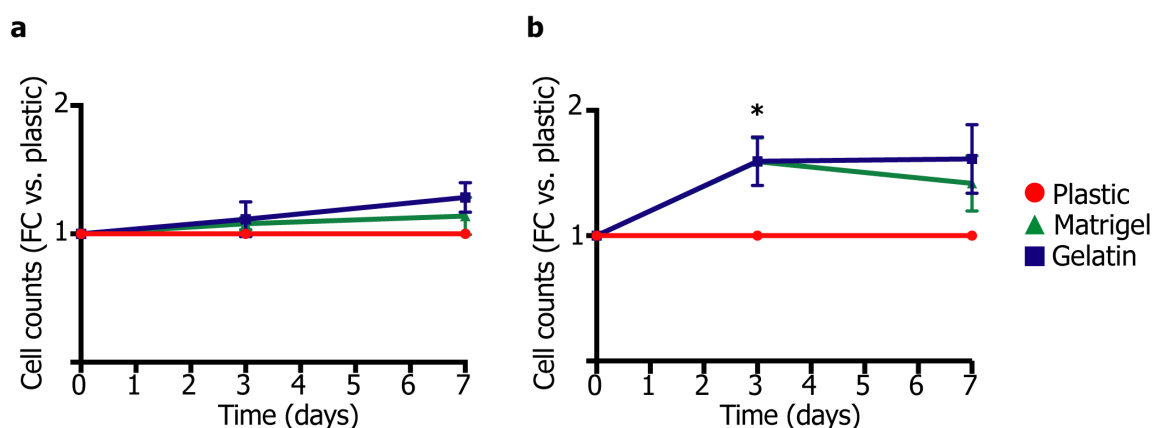 a
Cell counts (FC vs. plastic)
2
1
0 1 2 3 4 5 6 7
Time (days)
b
Cell counts (FC vs. plastic)
2
1
*
0 1 2 3 4 5 6 7
Time (days)
Plastic
Matrigel
Gelatin